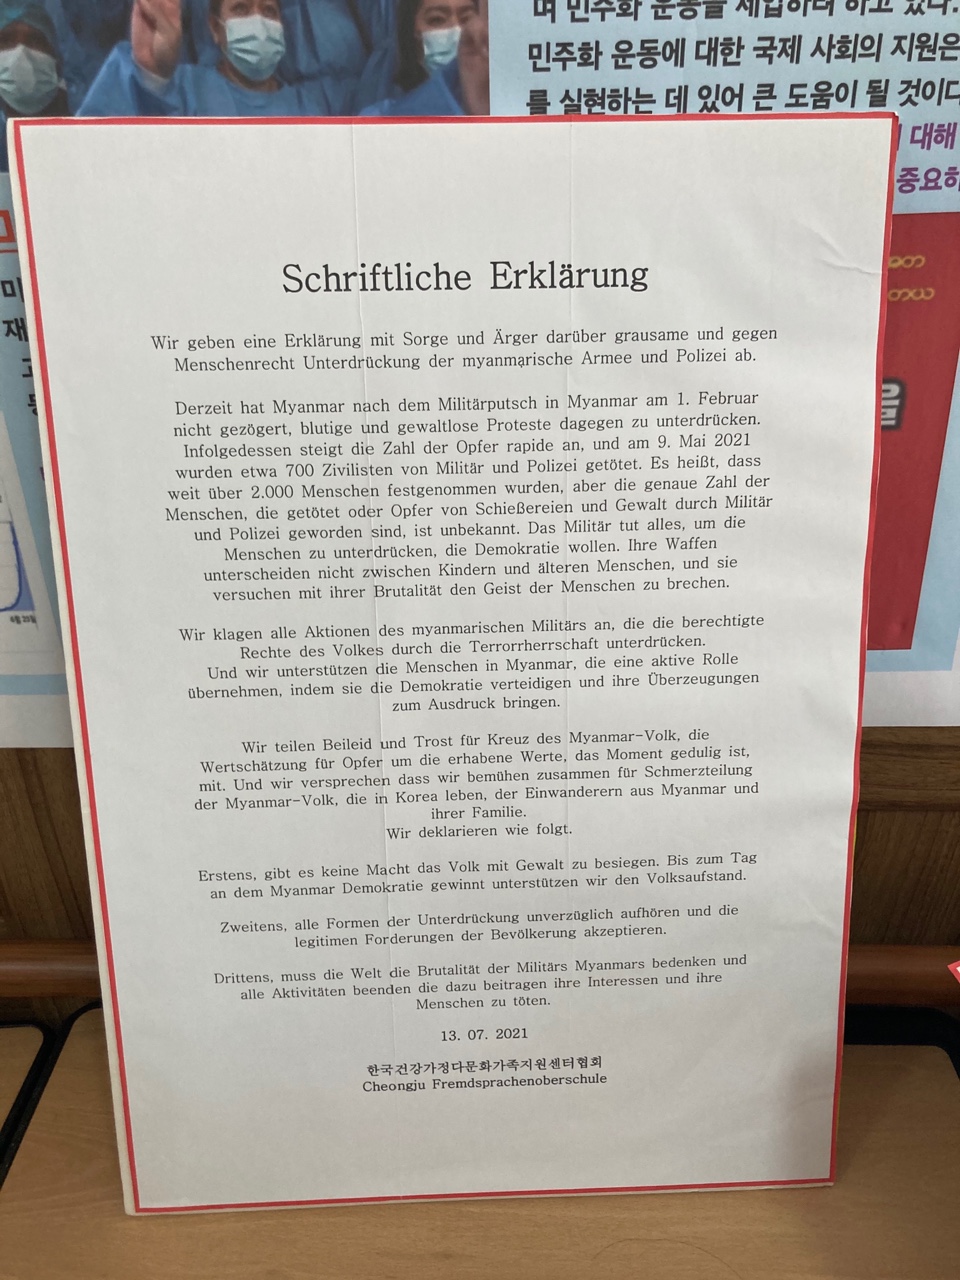 며 민주화 운동을
민주화 운동에 대한 국제 사회의 지원은
를 실현하는 데 있어 큰 도움이 될 것이다
대해
중요하
Schriftliche Erklärung
Wir geben eine Erklärung mit Sorge und Ärger darüber grausame und gegen
Menschenrecht Unterdrückung der myanmarische Armee und Polizei ab.
Derzeit hat Myanmar nach dem Militärputsch in Myanmar am 1. Februar
nicht gezögert, blutige und gewaltlose Proteste dagegen zu unterdrücken.
Infolgedessen steigt die Zahl der Opfer rapide an, und am 9. Mai 2021
wurden etwa 700 Zivilisten von Militär und Polizei getötet. Es heißt, dass
weit über 2.000 Menschen festgenommen wurden, aber die genaue Zahl der
Menschen, die getötet oder Opfer von Schießereien und Gewalt durch Militär
und Polizei geworden sind, ist unbekannt. Das Militär tut alles, um die
Menschen zu unterdrücken, die Demokratie wollen. Ihre Waffen
unterscheiden nicht zwischen Kindern und älteren Menschen, und sie
versuchen mit ihrer Brutalität den Geist der Menschen zu brechen.
Wir klagen alle Aktionen des myanmarischen Militärs an, die die berechtigte
Rechte des Volkes durch die Terrorrherrschaft unterdrücken.
Und wir unterstützen die Menschen in Myanmar, die eine aktive Rolle
übernehmen, indem sie die Demokratie verteidigen und ihre Überzeugungen
zum Ausdruck bringen.
Wir teilen Beileid und Trost für Kreuz des Myanmar-Volk, die
Wertschätzung für Opfer um die erhabene Werte, das Moment gedulig ist,
mit. Und wir versprechen dass wir bemühen zusammen für Schmerzteilung
der Myanmar-Volk, die in Korea leben, der Einwanderern aus Myanmar und
ihrer Familie.
Wir deklarieren wie folgt.
Erstens, gibt es keine Macht das Volk mit Gewalt zu besiegen. Bis zum Tag
an dem Myanmar Demokratie gewinnt unterstützen wir den Volksaufstand.
Zweitens, alle Formen der Unterdrückung unverzüglich aufhören und die
legitimen Forderungen der Bevölkerung akzeptieren.
Drittens, muss die Welt die Brutalität der Militärs Myanmars bedenken und
alle Aktivitäten beenden die dazu beitragen ihre Interessen und ihre
Menschen zu töten.
13. 07. 2021
한국건강가정다문화가족지원센터협회
Cheongju Fremdsprachenoberschule